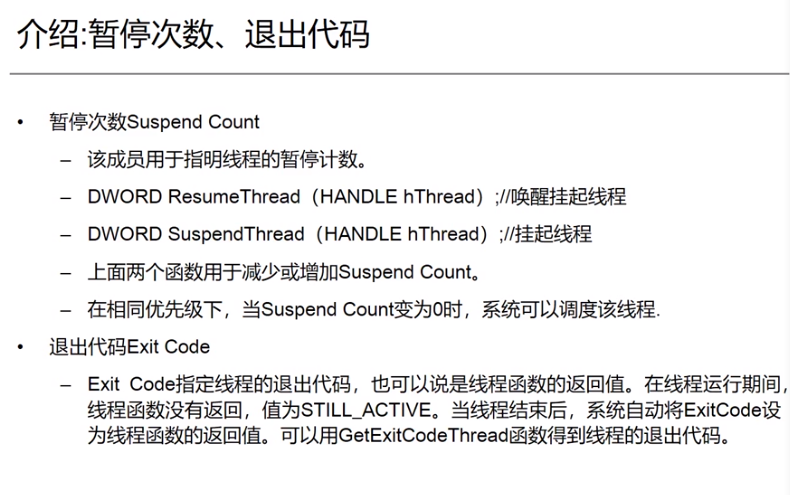 介绍:暂停次数、退出代码
• 暂停次数Suspend Count
– 该成员用于指明线程的暂停计数。
– DWORD ResumeThread（HANDLE hThread）;//唤醒挂起线程
– DWORD SuspendThread（HANDLE hThread）;//挂起线程
– 上面两个函数用于减少或增加Suspend Count。
– 在相同优先级下，当Suspend Count变为0时，系统可以调度该线程.
• 退出代码Exit Code
– Exit Code指定线程的退出代码，也可以说是线程函数的返回值。在线程运行期间，
线程函数没有返回，值为STILL_ACTIVE。当线程结束后，系统自动将ExitCode设
为线程函数的返回值。可以用GetExitCodeThread函数得到线程的退出代码。